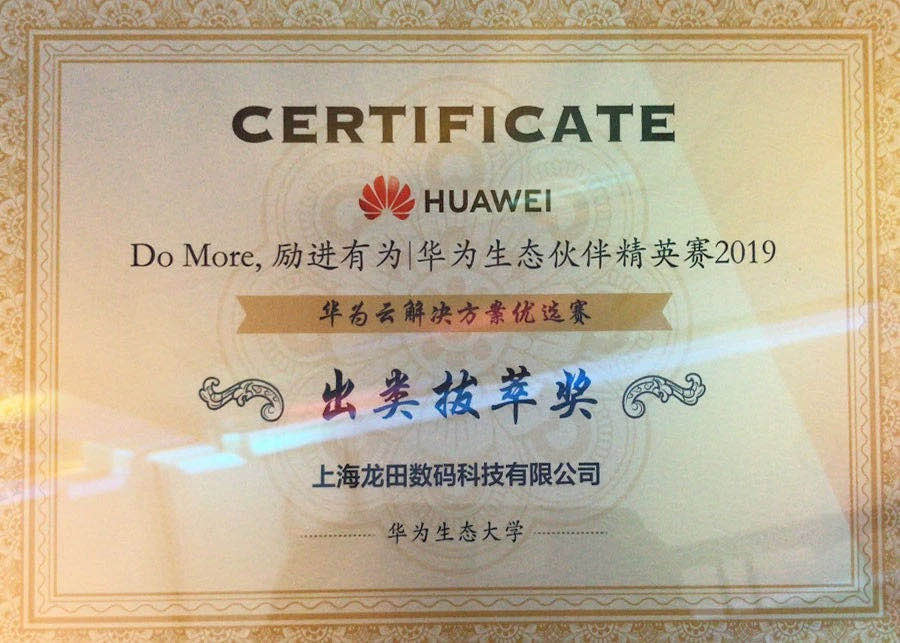 CERTIFICATE
HUAWEI
Do More, 励进有为|华为生态伙伴精英赛2019
华为云解决方案优选赛
出类拔萃奖
上海龙田数码科技有限公司
华为生态大学